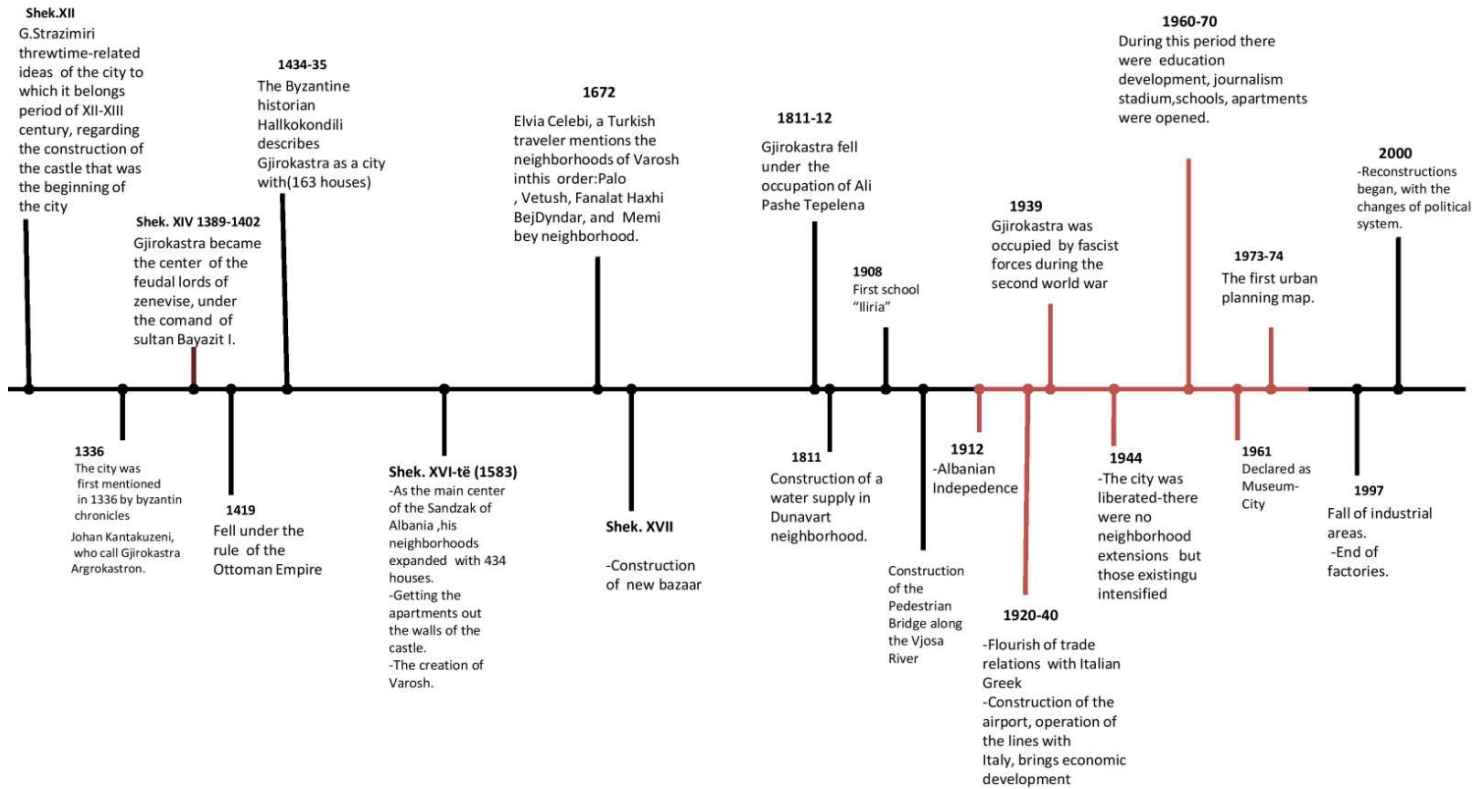 Shek.XII
G.Strazimiri
threwtime-related
ideas of the city to
which it belongs
period of XII-XIII
century, regarding
the construction of
the castle that was
the beginning of
the city
1336
The city was
first mentioned
in 1336 by byzantin
chronicles
Johan Kantakuzeni,
who call Gjirokastra
Argrokastron.
Shek. XIV 1389-1402
Gjirokastra became
the center of the
feudal lords of
zenevise, under
the comand of
sultan Bayazit I.
1419
Fell under the
rule of the
Ottoman Empire
1434-35
The Byzantine
historian
Hallkokondili
describes
Gjirokastra as a city
with(163 houses)
Shek. XVI-të (1583)
-As the main center
of the Sandzak of
Albania ,his
neighborhoods
expanded with 434
houses.
-Getting the
apartments out
the walls of the
castle.
-The creation of
Varosh.
1672
Elvia Celebi, a Turkish
traveler mentions the
neighborhoods of Varosh
inthis order:Palo
, Vetush, Fanalat Haxhi
BejDyndar, and Memi
bey neighborhood.
Shek. XVII
-Construction
of new bazaar
1811-12
Gjirokastra fell
under the
occupation of Ali
Pashe Tepelena
1811
Construction of a
water supply in
Dunavart
neighborhood.
1908
First school
"Iliria"
Construction
of the
Pedestrian
Bridge along
the Vjosa
River
1912
-Albanian
Indepedence
1920-40
-Flourish of trade
relations with Italian
Greek
-Construction of the
airport, operation of
the lines with
Italy, brings economic
development
1939
Gjirokastra was
occupied by fascist
forces during the
second world war
1944
-The city was
liberated-there
were no
neighborhood
extensions but
those existingu
intensified
1960-70
During this period there
were education
development, journalism
stadium,schools, apartments
were opened.
1961
Declared as
Museum-
City
1973-74
The first urban
planning map.
1997
Fall of industrial
areas.
-End of
factories.
2000
-Reconstructions
began, with the
changes of political
system.